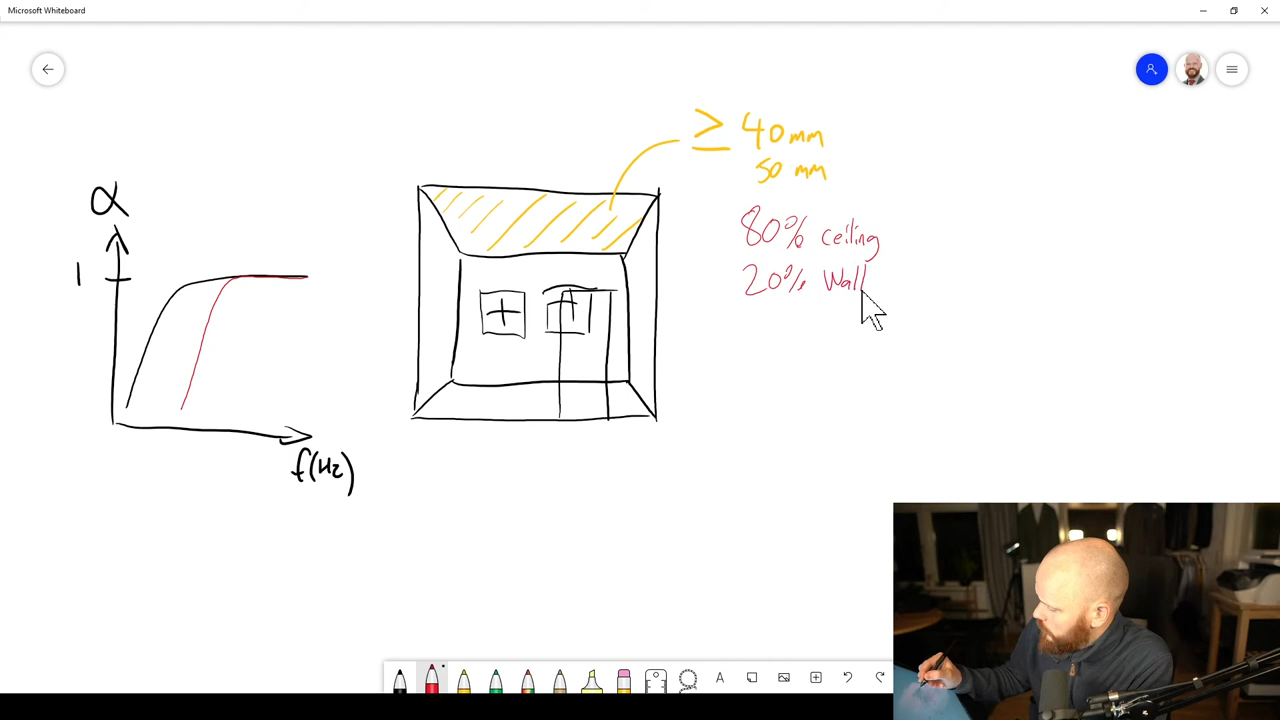 Microsoft Whiteboard
≥ 40 mm
50 mm
α
80% ceiling
1
20% Wall
f(Hz)
A